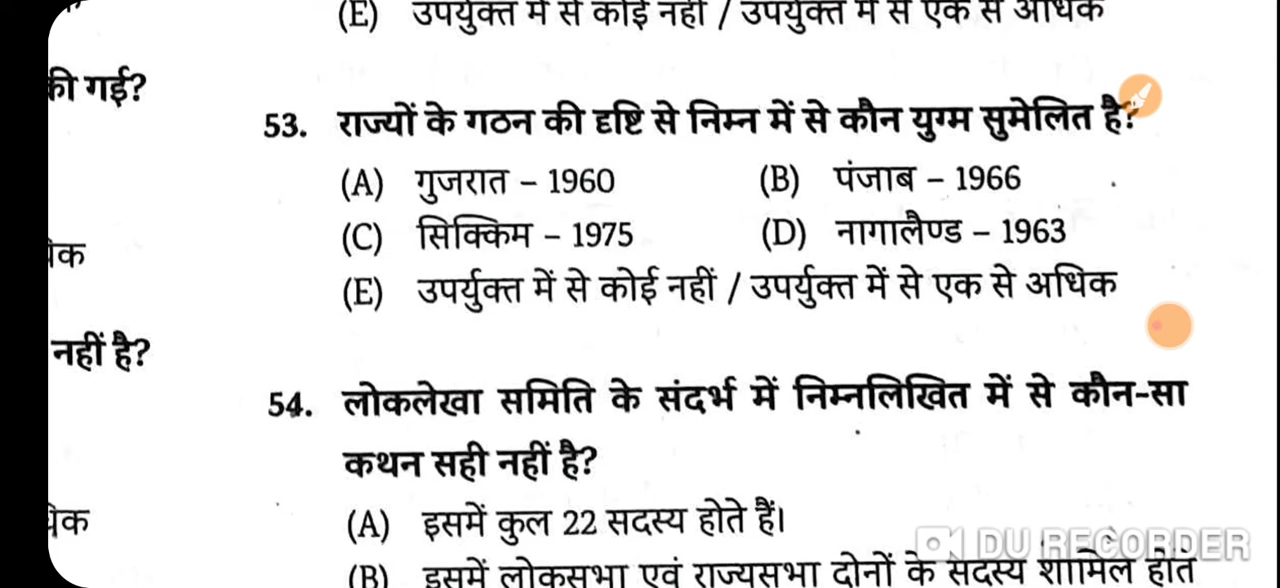 (E) उपर्युक्त में से कोई नहीं / उपर्युक्त में से एक से अधिक
की गई?
53. राज्यों के गठन की दृष्टि से निम्न में से कौन युग्म सुमेलित है?
(A) गुजरात – 1960 (B) पंजाब – 1966
(C) सिक्किम – 1975 (D) नागालैण्ड – 1963
(E) उपर्युक्त में से कोई नहीं / उपर्युक्त में से एक से अधिक
नहीं है?
54. लोकलेखा समिति के संदर्भ में निम्नलिखित में से कौन-सा
कथन सही नहीं है?
(A) इसमें कुल 22 सदस्य होते हैं।
(B) इसमें लोकसभा एवं राज्यसभा दोनों के सदस्य शामिल होते
DU RECORDER